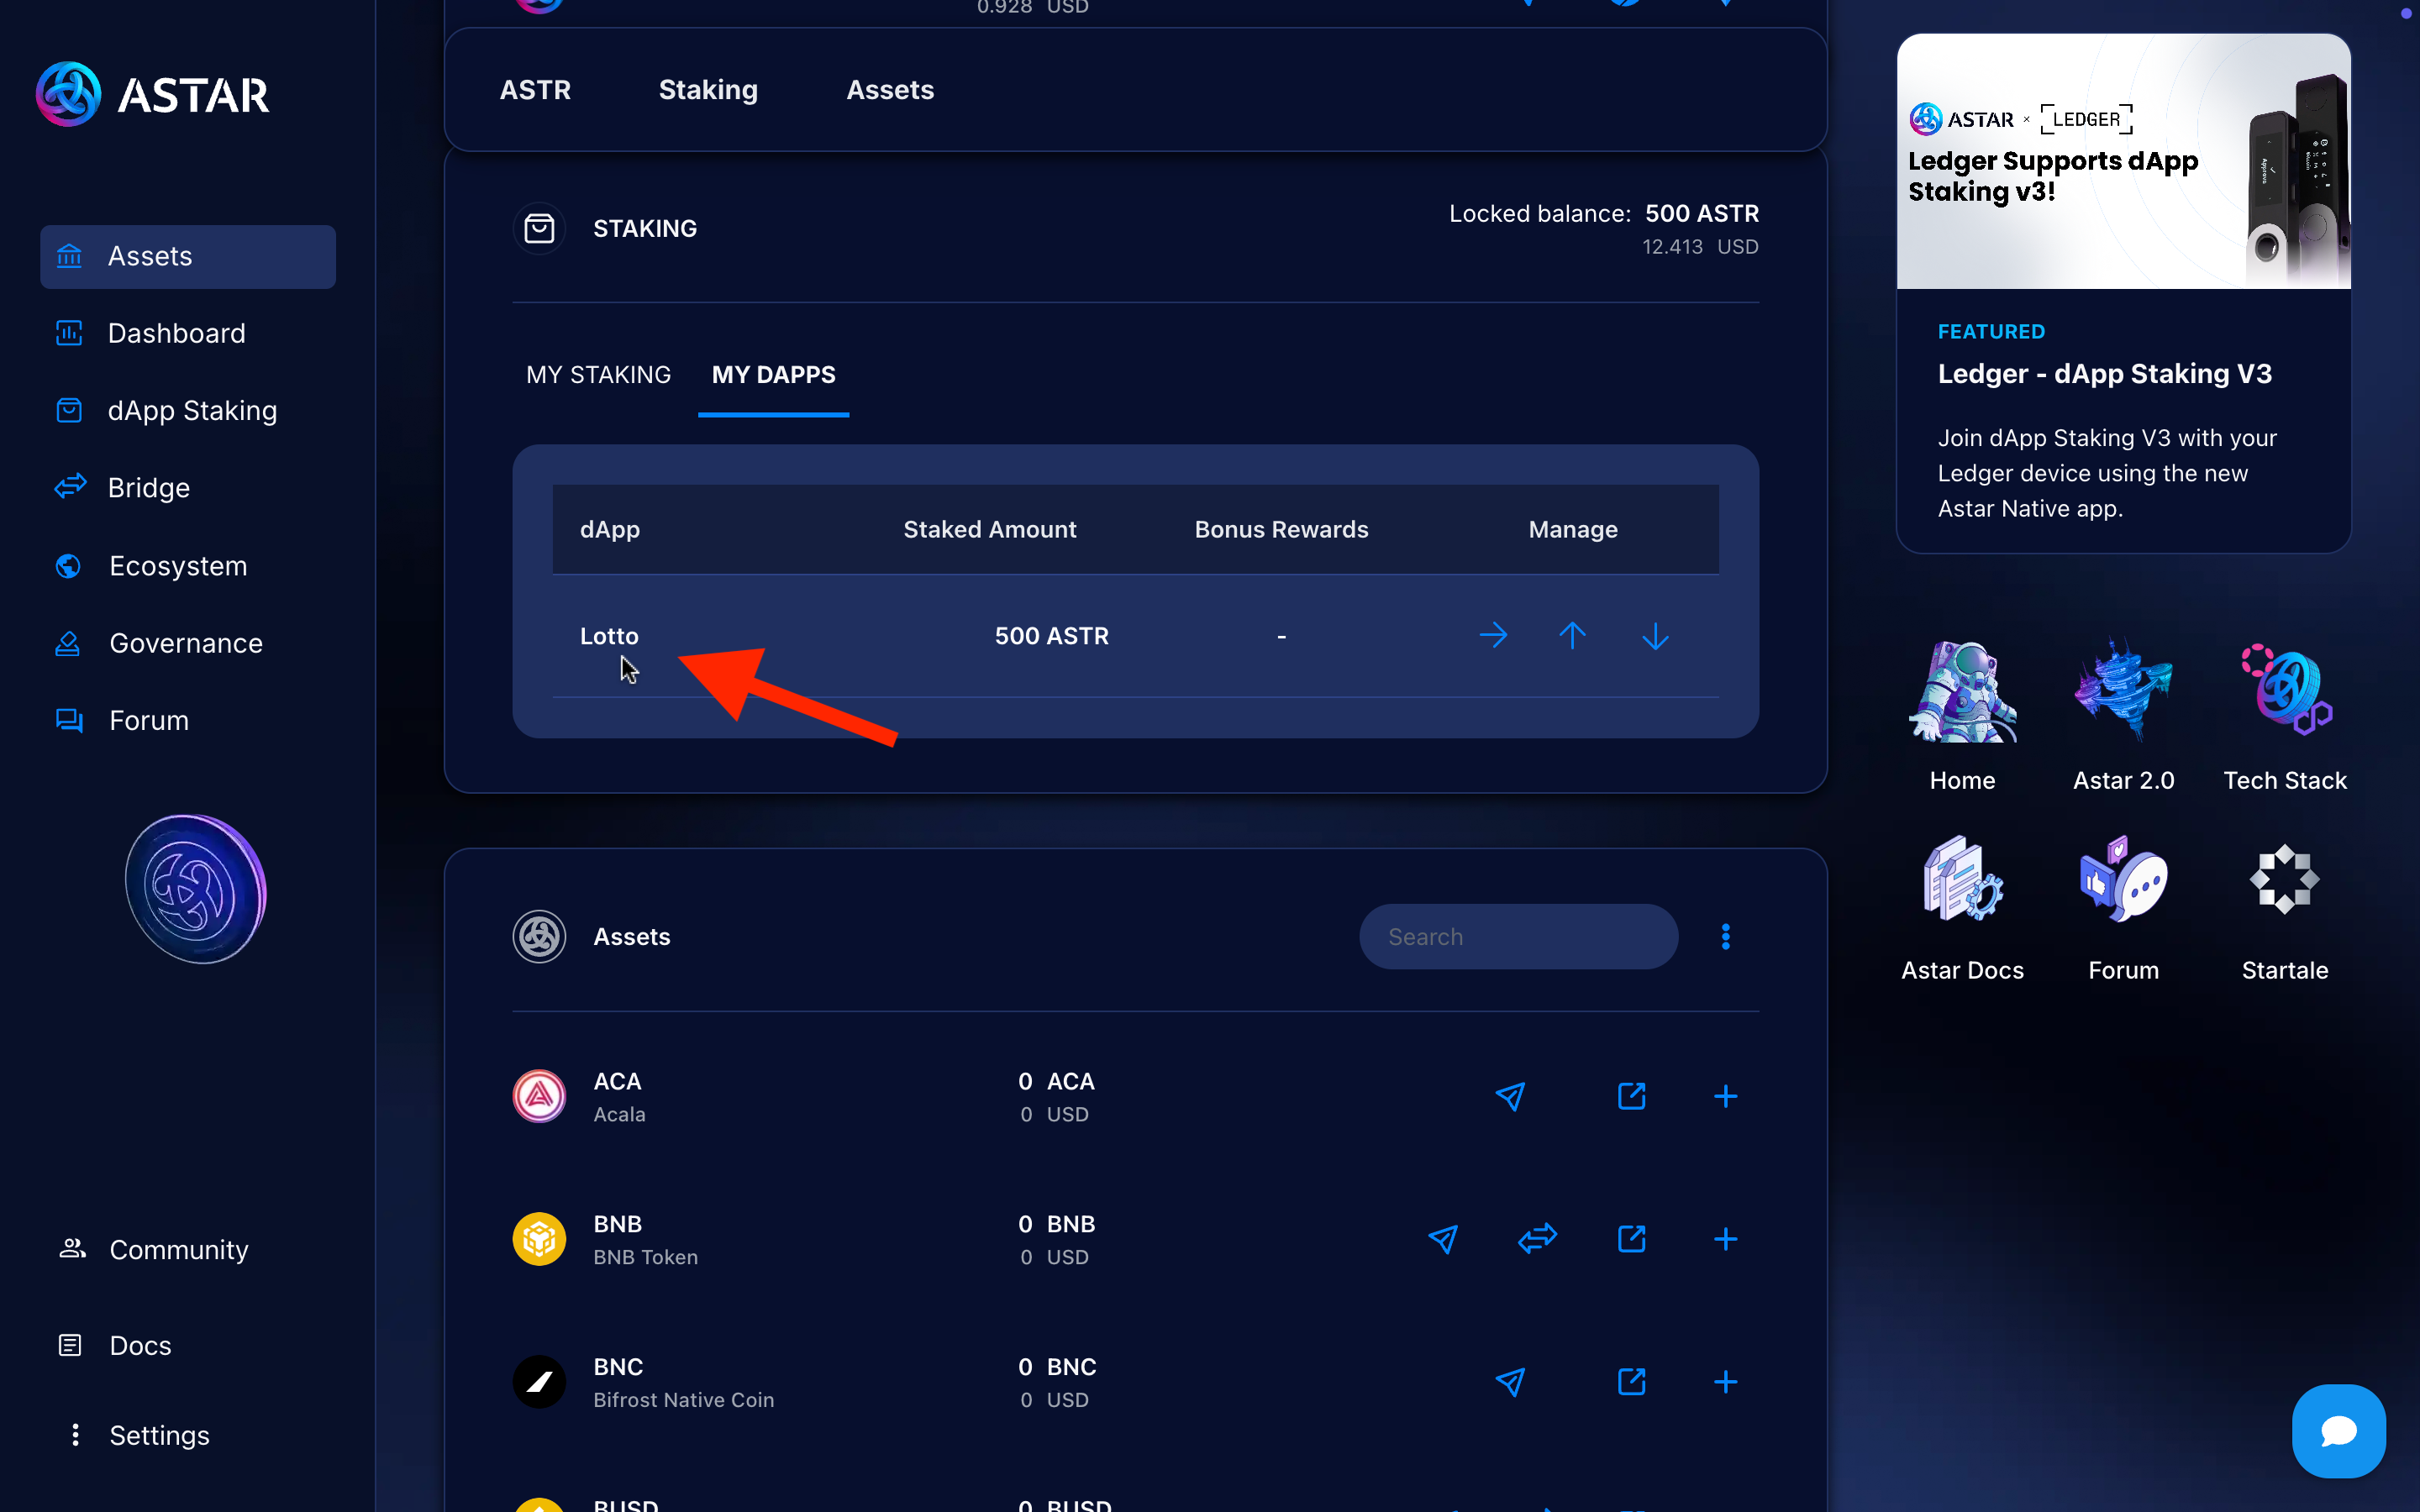 ASTAR
Assets
Dashboard
dApp Staking
Bridge
Ecosystem
Governance
Forum
Community
Docs
Settings
0.928 USD
ASTR Staking Assets
STAKING
Locked balance: 500 ASTR
12.413 USD
MY STAKING MY DAPPS
dApp Staked Amount Bonus Rewards Manage
Lotto 500 ASTR -
Assets
Search
ACA 0 ACA
Acala 0 USD
BNB 0 BNB
BNB Token 0 USD
BNC 0 BNC
Bifrost Native Coin 0 USD
BUSD 0 BUSD
ASTAR × LEDGER
Ledger Supports dApp
Staking v3!
FEATURED
Ledger - dApp Staking V3
Join dApp Staking V3 with your
Ledger device using the new
Astar Native app.
Home Astar 2.0 Tech Stack
Astar Docs Forum Startale